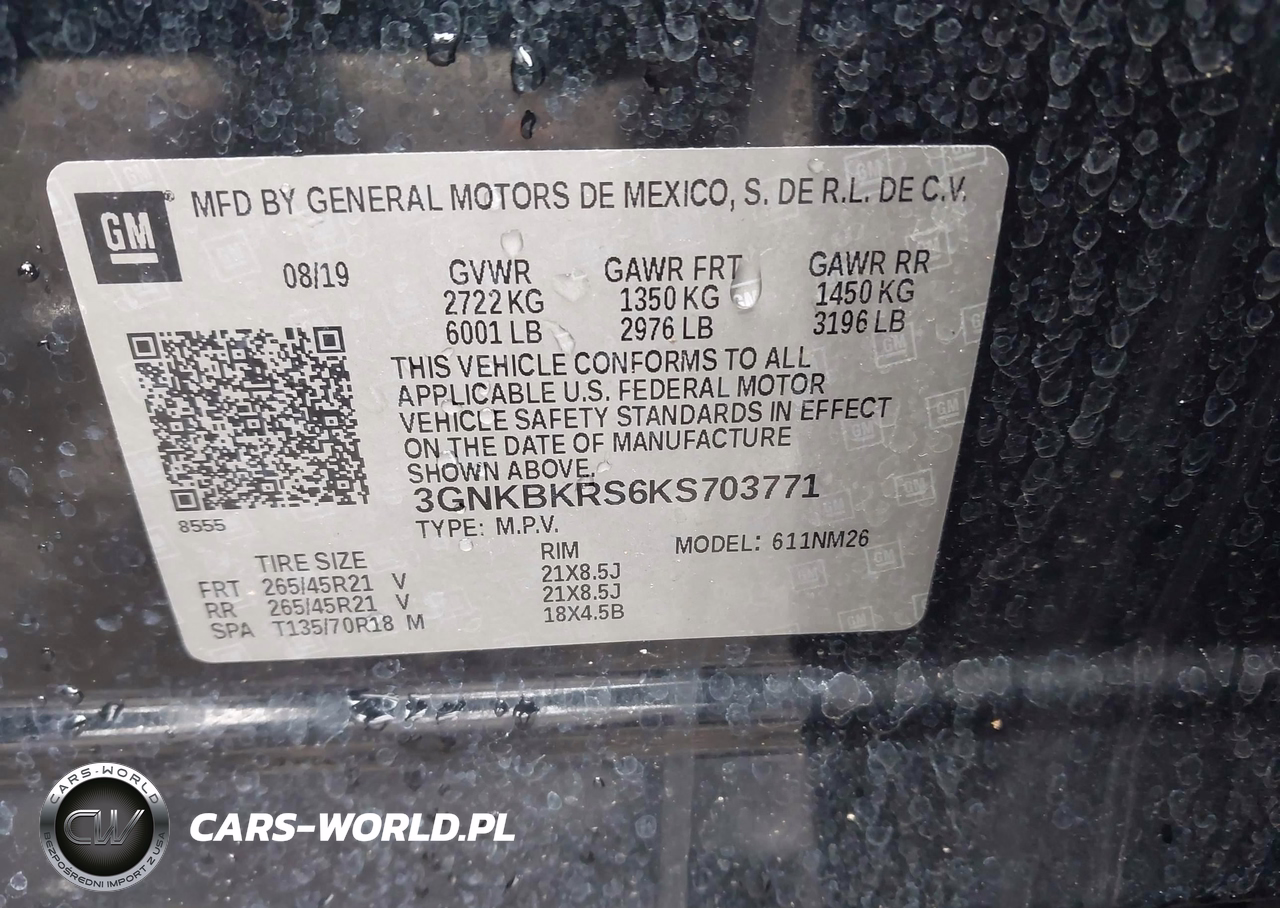 GM
MFD BY GENERAL MOTORS DE MEXICO, S. DE R.L. DE C.V.
08/19 GVWR GAWR FRT GAWR RR
2722 KG 1350 KG 1450 KG
6001 LB 2976 LB 3196 LB
THIS VEHICLE CONFORMS TO ALL
APPLICABLE U.S. FEDERAL MOTOR
VEHICLE SAFETY STANDARDS IN EFFECT
ON THE DATE OF MANUFACTURE
SHOWN ABOVE.
3GNKBKRS6KS703771
8555
TYPE: M.P.V. MODEL: 611NM26
TIRE SIZE RIM
FRT 265/45R21 V 21X8.5J
RR 265/45R21 V 21X8.5J
SPA T135/70R18 M 18X4.5B
CARS-WORLD
CW
BEZPOŚREDNI IMPORT Z USA
CARS-WORLD.PL